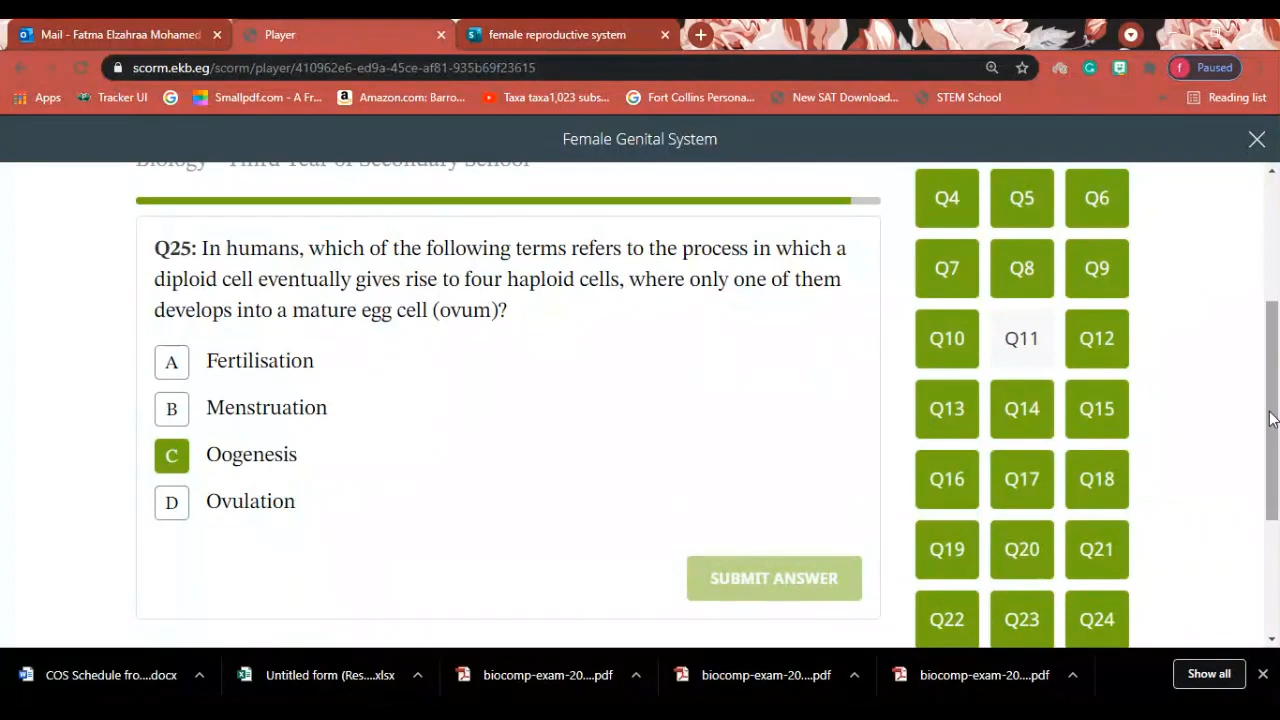 Mail - Fatma Elzahraa Mohamed
Player
female reproductive system
scorm.ekb.eg/scorm/player/410962e6-ed9a-45ce-af81-935b69f23615
f Paused
Apps
Tracker UI
Smallpdf.com - A Fr...
Amazon.com: Barro...
Taxa taxa1,023 subs...
Fort Collins Persona...
New SAT Download...
STEM School
Reading list
Female Genital System
Biology - Third Year of Secondary School
Q25: In humans, which of the following terms refers to the process in which a
diploid cell eventually gives rise to four haploid cells, where only one of them
develops into a mature egg cell (ovum)?
A Fertilisation
B Menstruation
C Oogenesis
D Ovulation
SUBMIT ANSWER
Q4 Q5 Q6
Q7 Q8 Q9
Q10 Q11 Q12
Q13 Q14 Q15
Q16 Q17 Q18
Q19 Q20 Q21
Q22 Q23 Q24
COS Schedule fro....docx
Untitled form (Res....xlsx
biocomp-exam-20....pdf
biocomp-exam-20....pdf
biocomp-exam-20....pdf
Show all